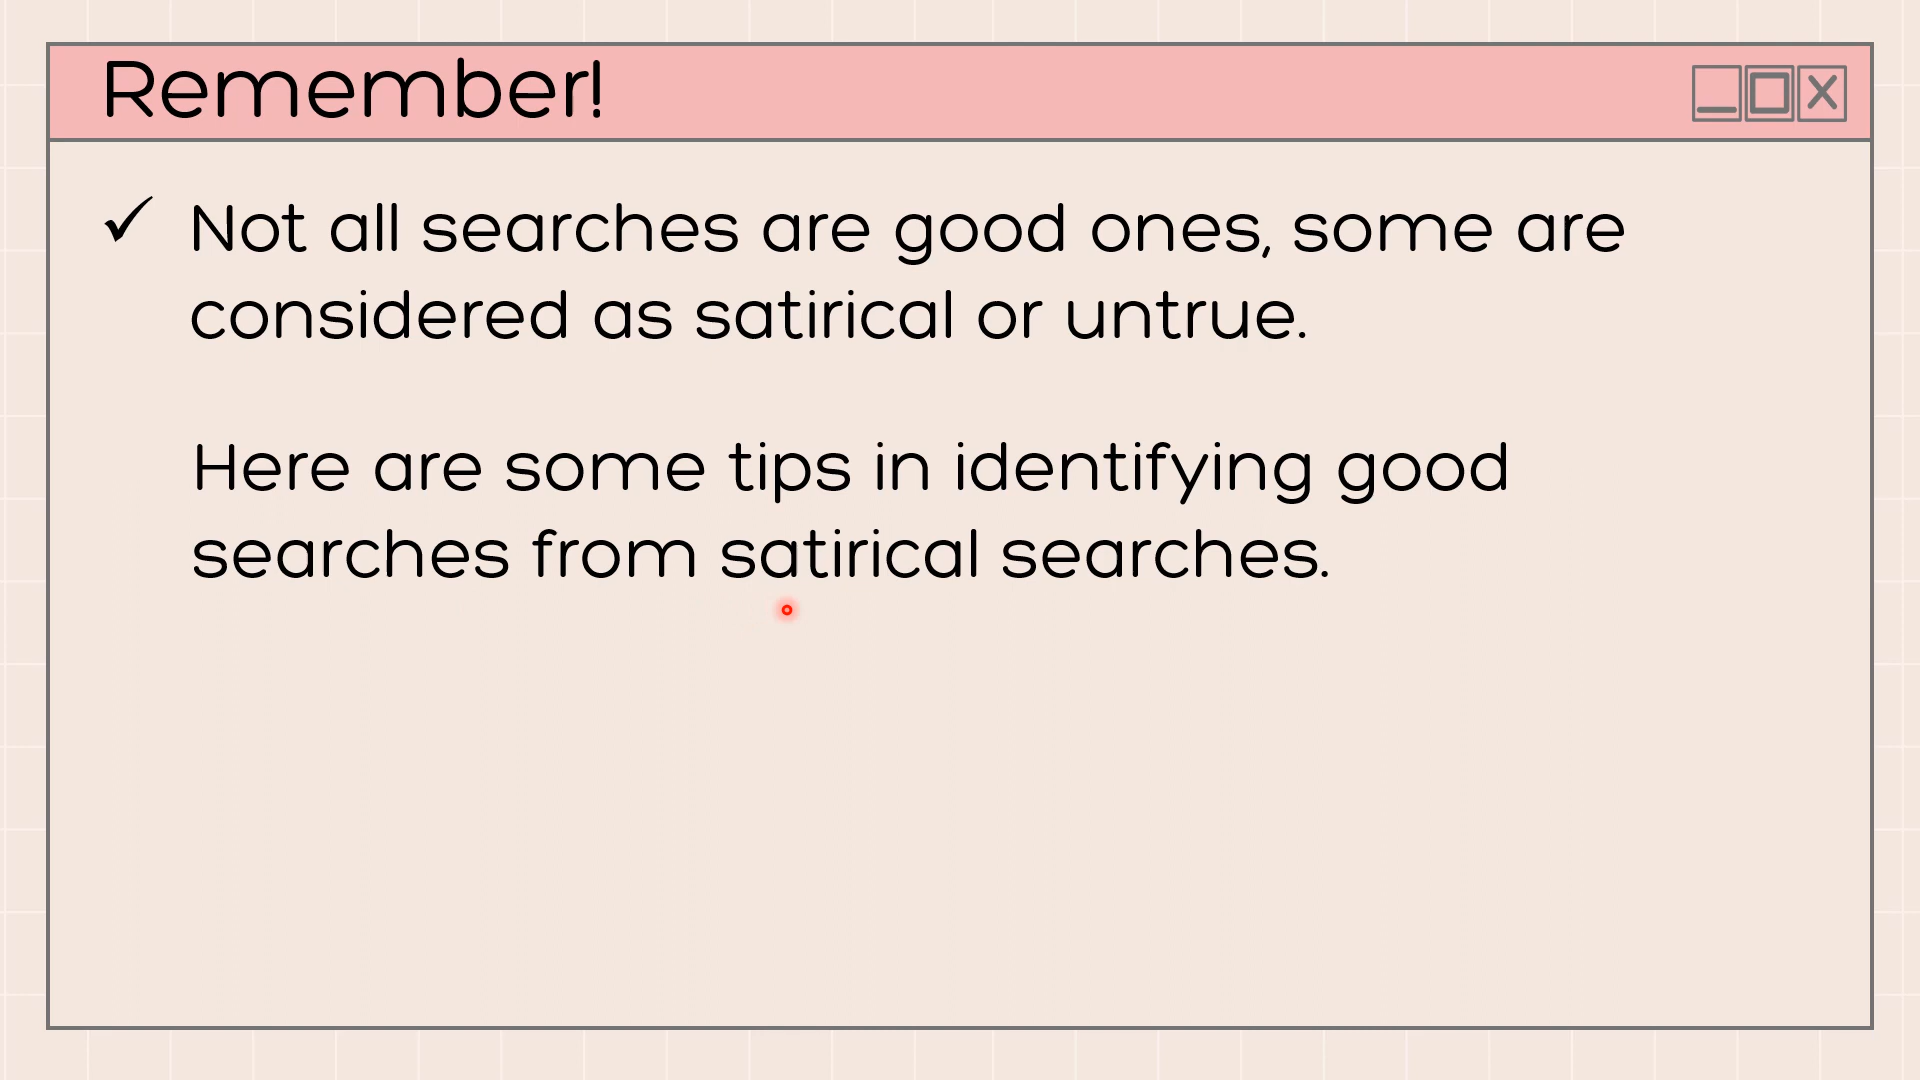 Remember!
✓ Not all searches are good ones, some are
considered as satirical or untrue.
Here are some tips in identifying good
searches from satirical searches.